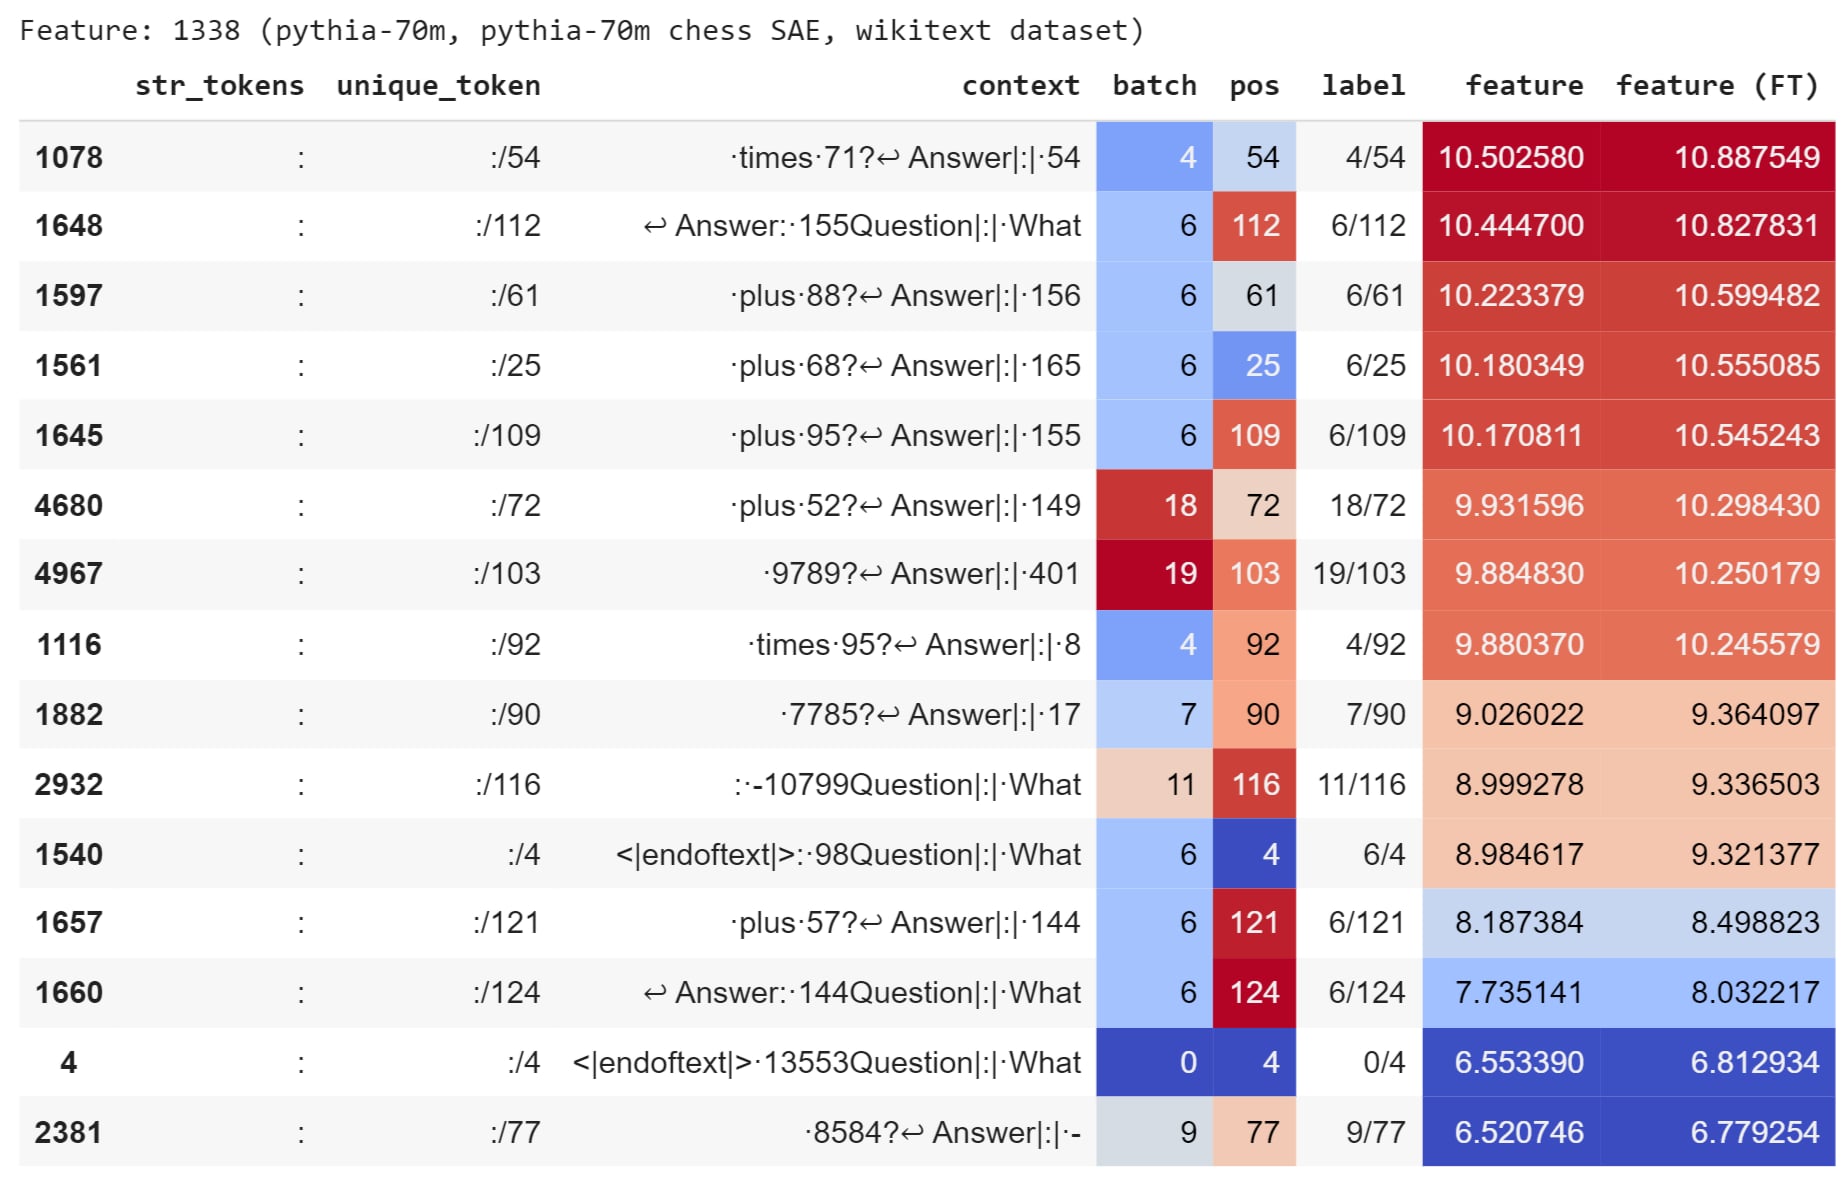 Feature: 1338 (pythia-70m, pythia-70m chess SAE, wikitext dataset)
str_tokens unique_token context batch pos label feature feature (FT)
1078 : :/54 ·times·71?↩ Answer|:|·54 4 54 4/54 10.502580 10.887549
1648 : :/112 ↩ Answer:·155Question|:|·What 6 112 6/112 10.444700 10.827831
1597 : :/61 ·plus·88?↩ Answer|:|·156 6 61 6/61 10.223379 10.599482
1561 : :/25 ·plus·68?↩ Answer|:|·165 6 25 6/25 10.180349 10.555085
1645 : :/109 ·plus·95?↩ Answer|:|·155 6 109 6/109 10.170811 10.545243
4680 : :/72 ·plus·52?↩ Answer|:|·149 18 72 18/72 9.931596 10.298430
4967 : :/103 ·9789?↩ Answer|:|·401 19 103 19/103 9.884830 10.250179
1116 : :/92 ·times·95?↩ Answer|:|·8 4 92 4/92 9.880370 10.245579
1882 : :/90 ·7785?↩ Answer|:|·17 7 90 7/90 9.026022 9.364097
2932 : :/116 :·-10799Question|:|·What 11 116 11/116 8.999278 9.336503
1540 : :/4 <|endoftext|>:·98Question|:|·What 6 4 6/4 8.984617 9.321377
1657 : :/121 ·plus·57?↩ Answer|:|·144 6 121 6/121 8.187384 8.498823
1660 : :/124 ↩ Answer:·144Question|:|·What 6 124 6/124 7.735141 8.032217
4 : :/4 <|endoftext|>·13553Question|:|·What 0 4 0/4 6.553390 6.812934
2381 : :/77 ·8584?↩ Answer|:|·- 9 77 9/77 6.520746 6.779254